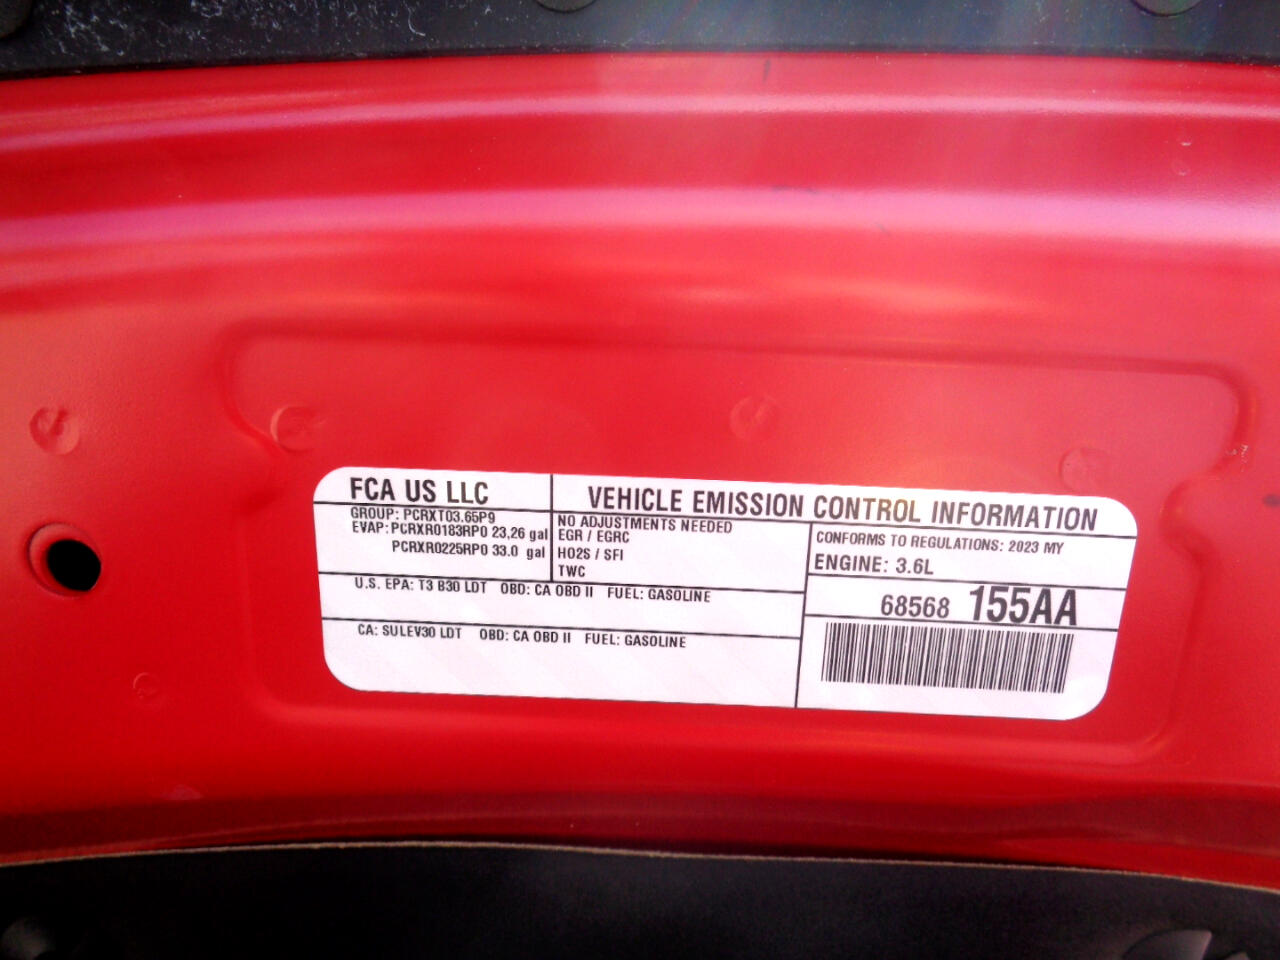 FCA US LLC
GROUP: PCRXT03.65P9
EVAP: PCRXR0183RP0 23,26 gal
PCRXR0225RP0 33.0 gal
VEHICLE EMISSION CONTROL INFORMATION
NO ADJUSTMENTS NEEDED
EGR / EGRC
HO2S / SFI
TWC
CONFORMS TO REGULATIONS: 2023 MY
ENGINE: 3.6L
U.S. EPA: T3 B30 LDT OBD: CA OBD II FUEL: GASOLINE
68568 155AA
CA: SULEV30 LDT OBD: CA OBD II FUEL: GASOLINE